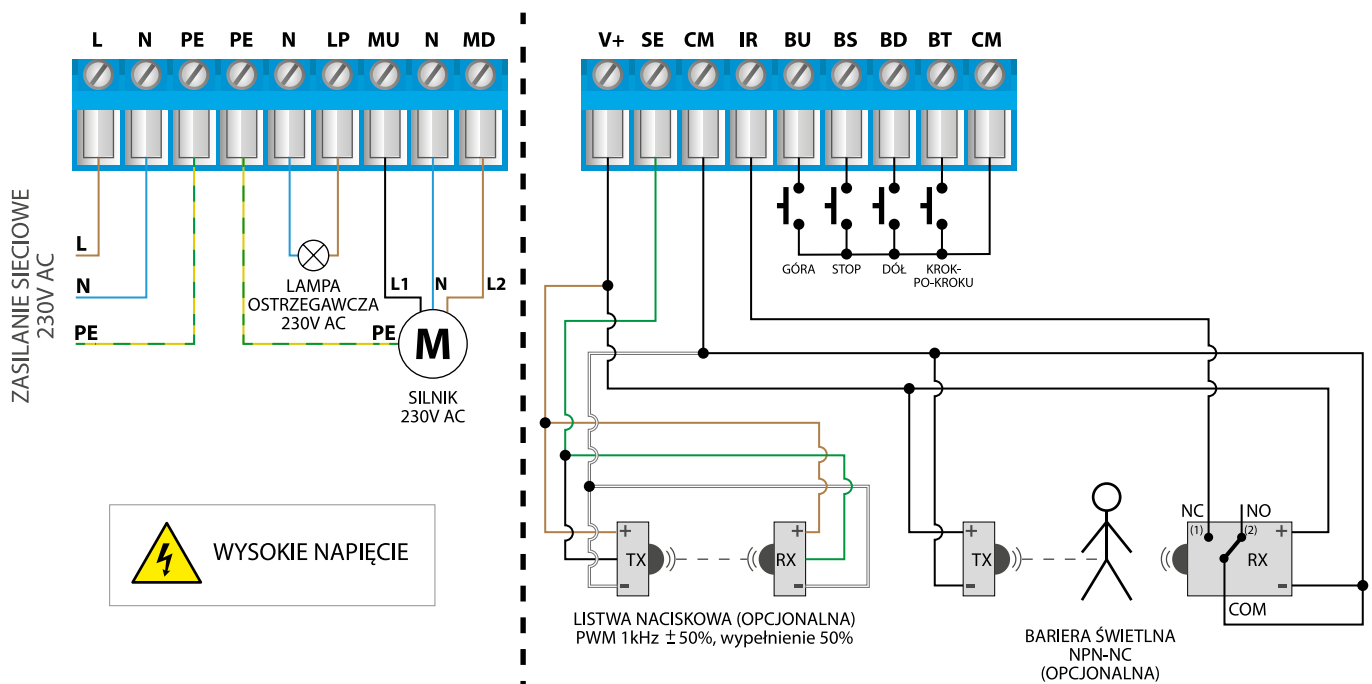 L N PE PE N LP MU N MD
V+ SE CM IR BU BS BD BT CM
ZASILANIE SIECIOWE
230V AC
L
N
PE
LAMPA
OSTRZEGAWCZA
230V AC
L1 N L2
PE
M
SILNIK
230V AC
WYSOKIE NAPIĘCIE
GÓRA STOP DÓŁ KROK-
PO-KROKU
+ TX -
+ RX -
LISTWA NACISKOWA (OPCJONALNA)
PWM 1kHz ±50%, wypełnienie 50%
+ TX -
NC NO
(1) (2) +
RX
-
COM
BARIERA ŚWIETLNA
NPN-NC
(OPCJONALNA)